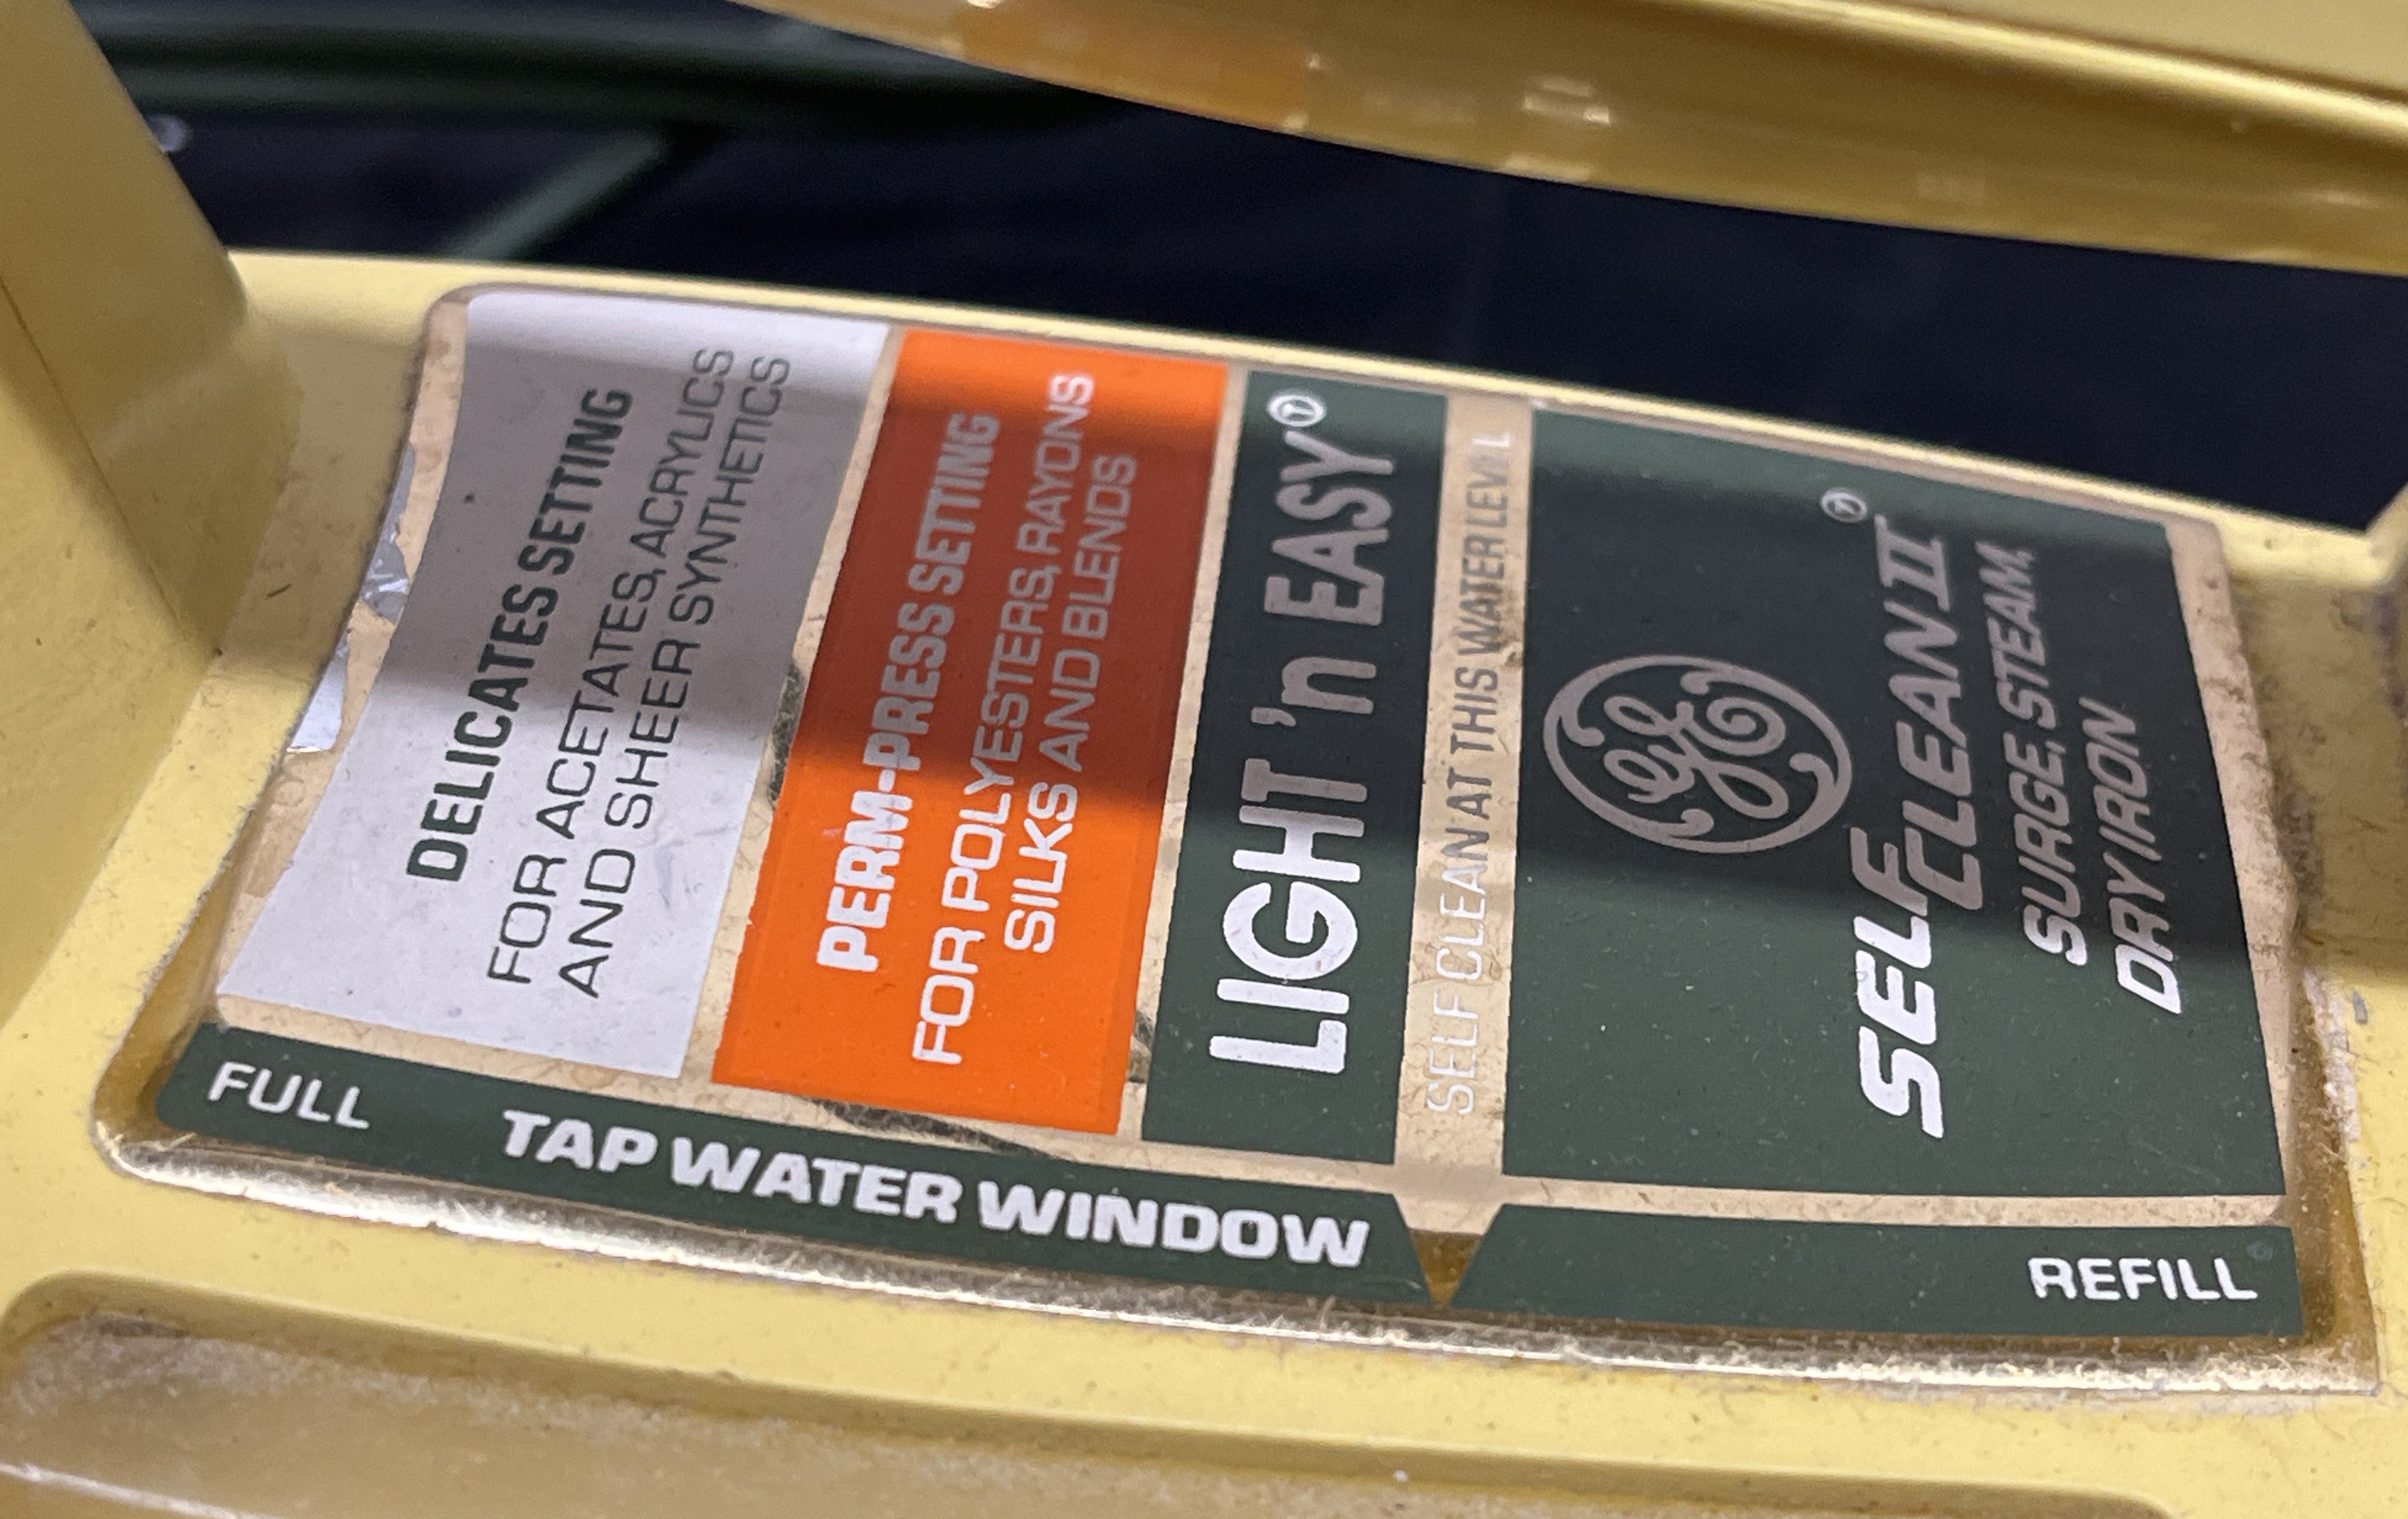 DELICATES SETTING
FOR ACETATES, ACRYLICS
AND SHEER SYNTHETICS
PERM-PRESS SETTING
FOR POLYESTERS, RAYONS
SILKS AND BLENDS
LIGHT 'n EASY®
SELF CLEAN AT THIS WATER LEVEL
GE
SELF
CLEAN II ®
SURGE, STEAM,
DRY IRON
FULL
TAP WATER WINDOW
REFILL